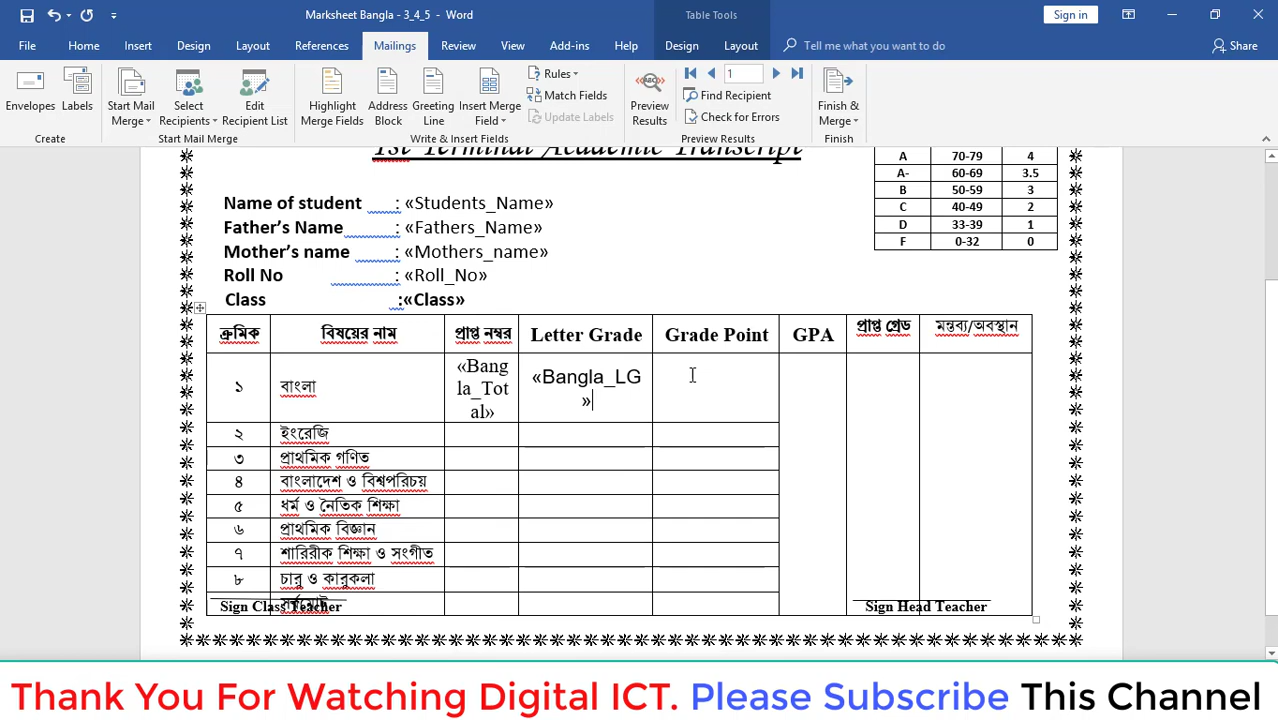 Marksheet Bangla - 3_4_5 - Word
Table Tools
Sign in
File Home Insert Design Layout References Mailings Review View Add-ins Help Design Layout Tell me what you want to do Share
Envelopes Labels
Create
Start Mail Merge Select Recipients Edit Recipient List
Start Mail Merge
Highlight Merge Fields Address Block Greeting Line Insert Merge Field Rules Match Fields Update Labels
Write & Insert Fields
ABC
Preview Results 1 Find Recipient Check for Errors
Preview Results
Finish & Merge
Finish
1st Terminal Academic Transcript
A 70-79 4
A- 60-69 3.5
B 50-59 3
C 40-49 2
D 33-39 1
F 0-32 0
Name of student : «Students_Name»
Father’s Name : «Fathers_Name»
Mother’s name : «Mothers_name»
Roll No : «Roll_No»
Class :«Class»
ক্রমিক বিষয়ের নাম প্রাপ্ত নম্বর Letter Grade Grade Point GPA প্রাপ্ত গ্রেড মন্তব্য/অবস্থান
১ বাংলা «Bangla_Total» «Bangla_LG»
২ ইংরেজি
৩ প্রাথমিক গণিত
৪ বাংলাদেশ ও বিশ্বপরিচয়
৫ ধর্ম ও নৈতিক শিক্ষা
৬ প্রাথমিক বিজ্ঞান
৭ শারিরীক শিক্ষা ও সংগীত
৮ চারু ও কারুকলা
সর্বমোট
Sign Class Teacher Sign Head Teacher
Thank You For Watching Digital ICT. Please Subscribe This Channel